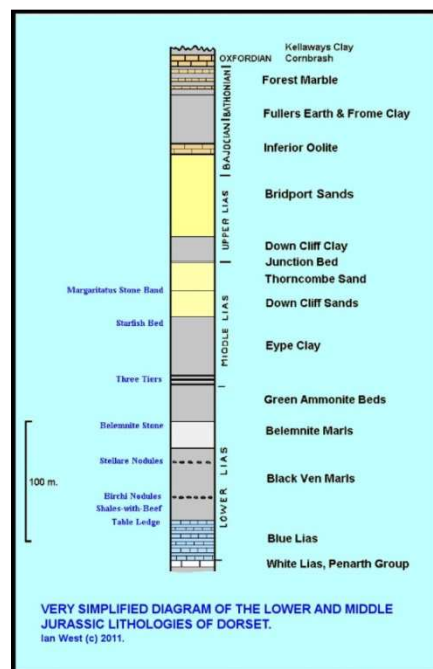 Kellaways Clay
OXFORDIAN Cornbrash
BATHONIAN
Forest Marble
Fullers Earth & Frome Clay
BAJOCIAN
Inferior Oolite
Bridport Sands
UPPER LIAS
Down Cliff Clay
Junction Bed
Thorncombe Sand
Margaritatus Stone Band
Down Cliff Sands
MIDDLE LIAS
Starfish Bed
Eype Clay
Three Tiers
Green Ammonite Beds
Belemnite Stone
Belemnite Marls
Stellare Nodules
LOWER LIAS
100 m.
Black Ven Marls
Birchi Nodules
Shales-with-Beef
Table Ledge
Blue Lias
White Lias, Penarth Group
VERY SIMPLIFIED DIAGRAM OF THE LOWER AND MIDDLE
JURASSIC LITHOLOGIES OF DORSET.
Ian West (c) 2011.